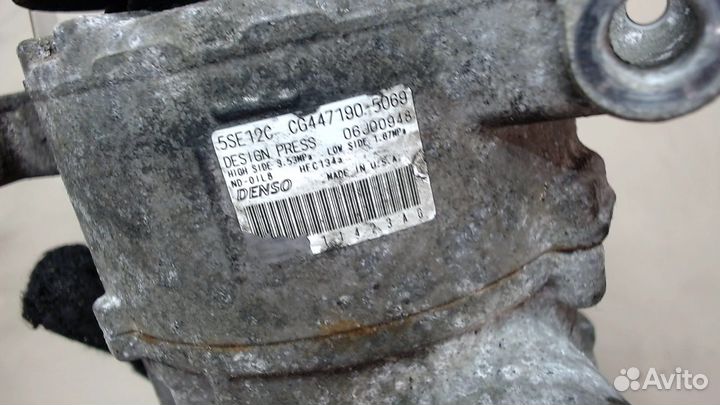 5SE12C CG447190-5069
DESIGN PRESS 06J00948
HIGH SIDE:3.53MPa LOW SIDE:1.67MPa
ND-OIL8 HFC134a
DENSO MADE IN U.S.A.
Avito